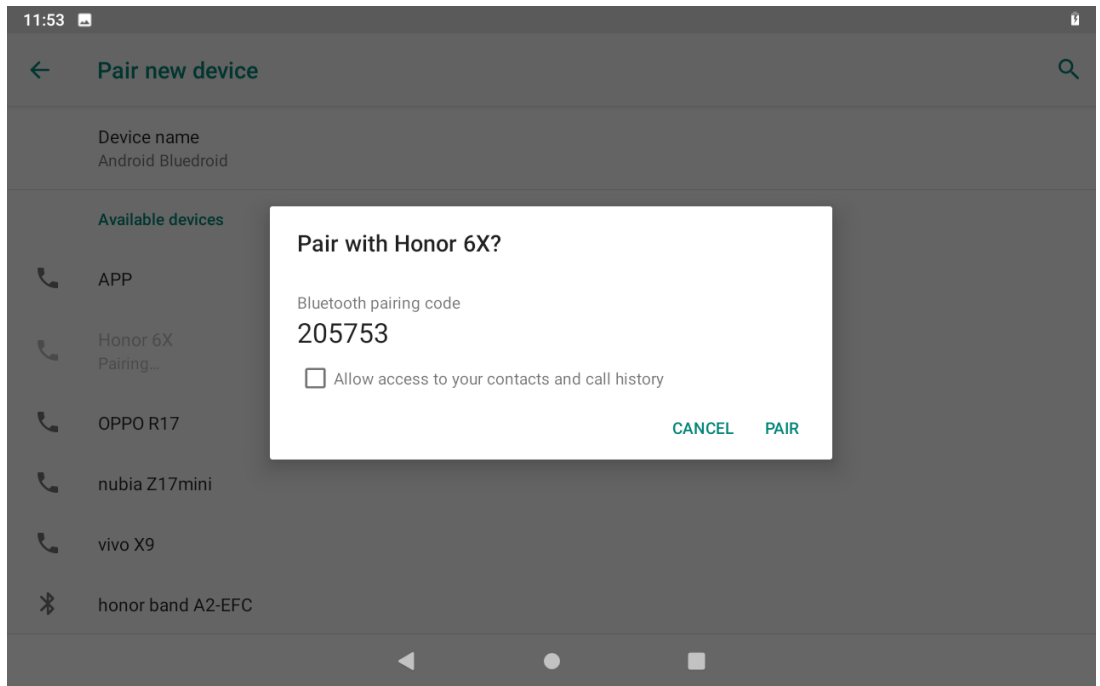 11:53
Pair new device
Device name
Android Bluedroid
Available devices
APP
Honor 6X
Pairing…
OPPO R17
nubia Z17mini
vivo X9
honor band A2-EFC
Pair with Honor 6X?
Bluetooth pairing code
205753
Allow access to your contacts and call history
CANCEL PAIR